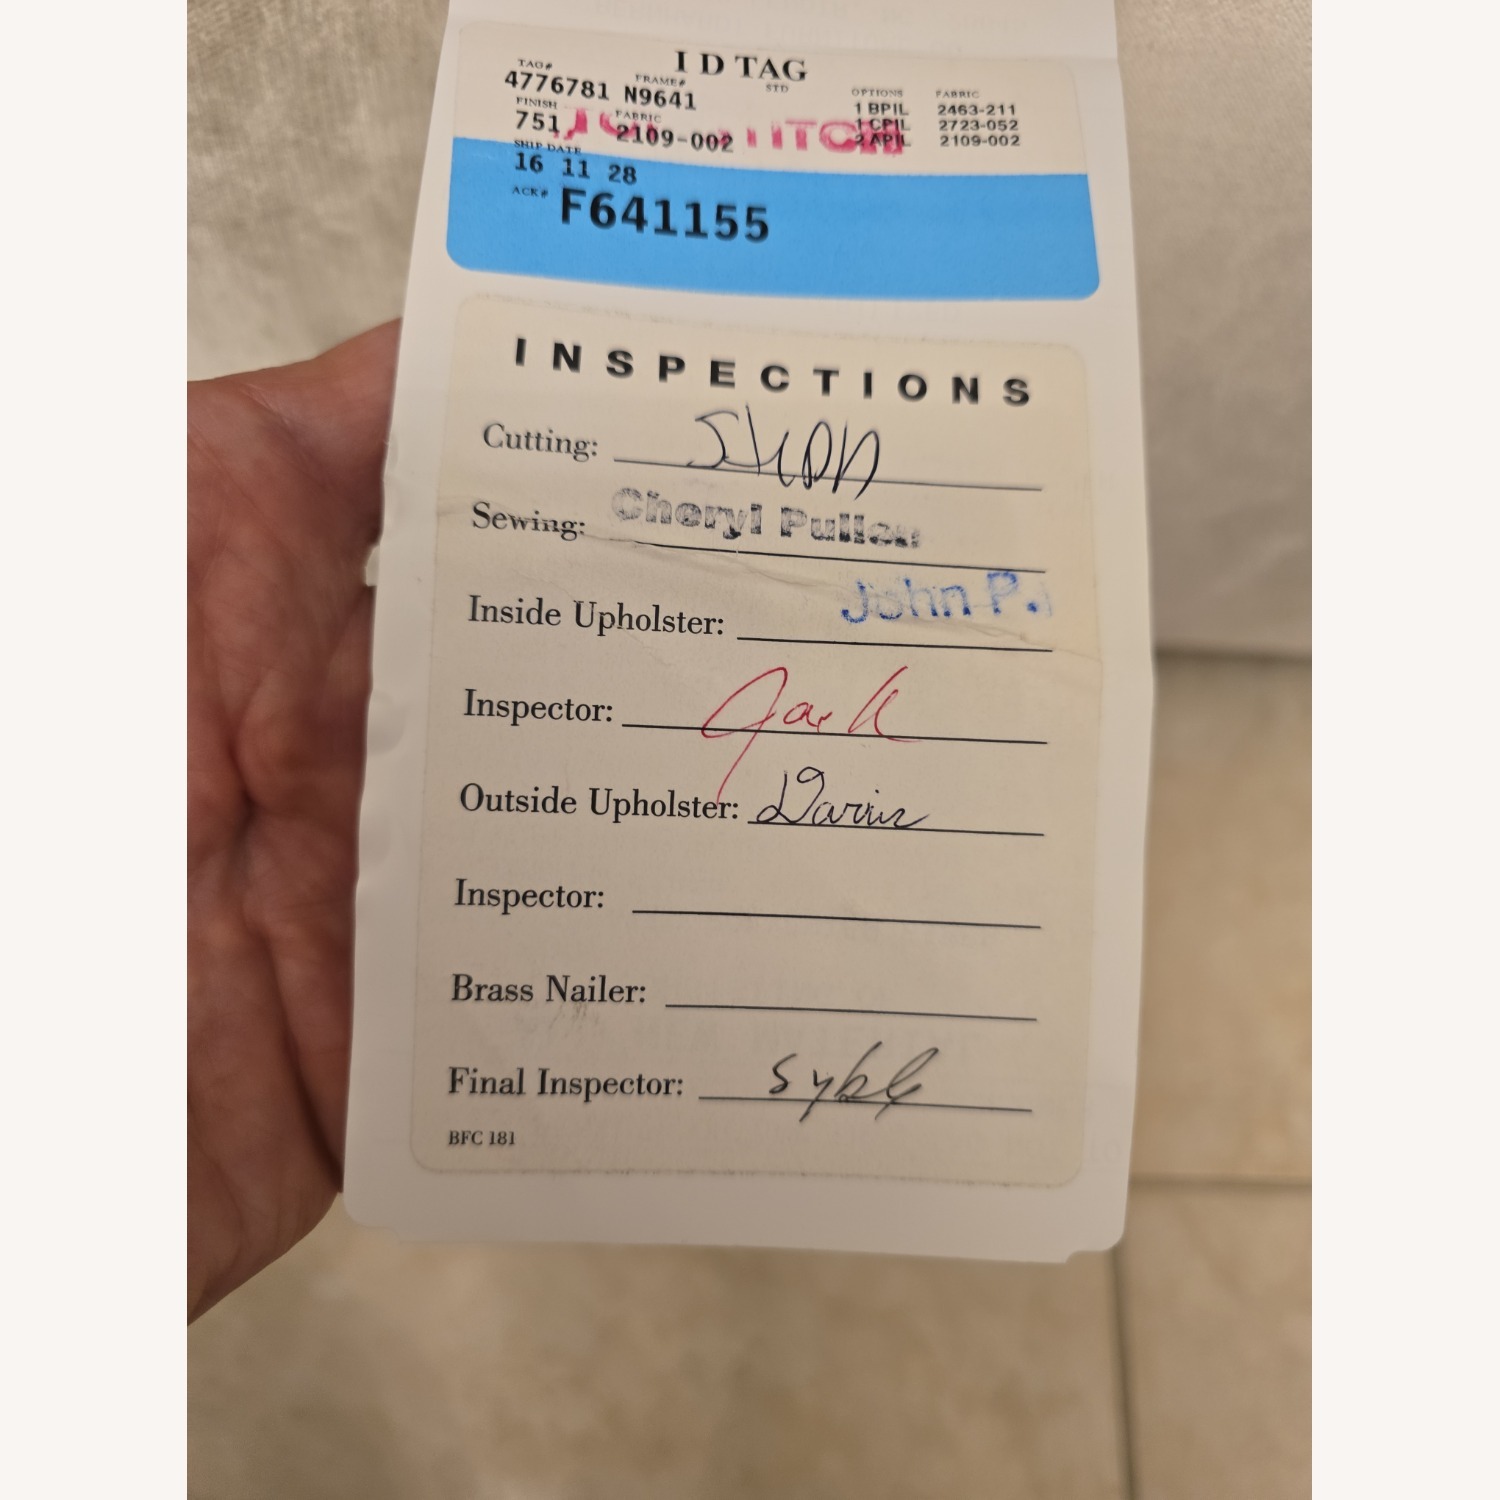 I D TAG
TAG# FRAME# STD OPTIONS FABRIC
4776781 N9641 1 BPIL 2463-211
FINISH FABRIC 1 CPIL 2723-052
751 2109-002 2 APIL 2109-002
SHIP DATE
16 11 28
ACK# F641155
INSPECTIONS
Cutting:
Sewing: Cheryl Pullen
Inside Upholster: John P.
Inspector: Jack
Outside Upholster: Darius
Inspector:
Brass Nailer:
Final Inspector:
BFC 181